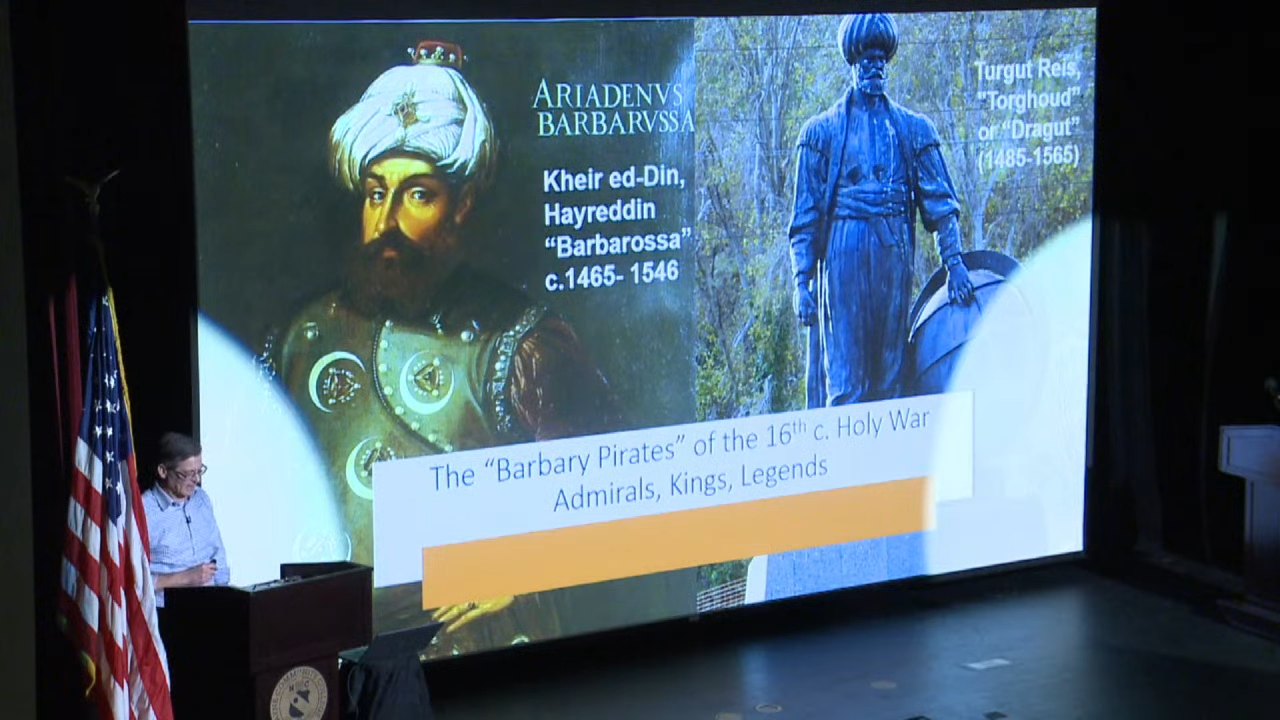 ARIADENVS
BARBARVSSA
Kheir ed-Din,
Hayreddin
“Barbarossa”
c.1465- 1546
Turgut Reis,
"Torghoud"
or “Dragut”
(1485-1565)
The “Barbary Pirates” of the 16th c. Holy War
Admirals, Kings, Legends